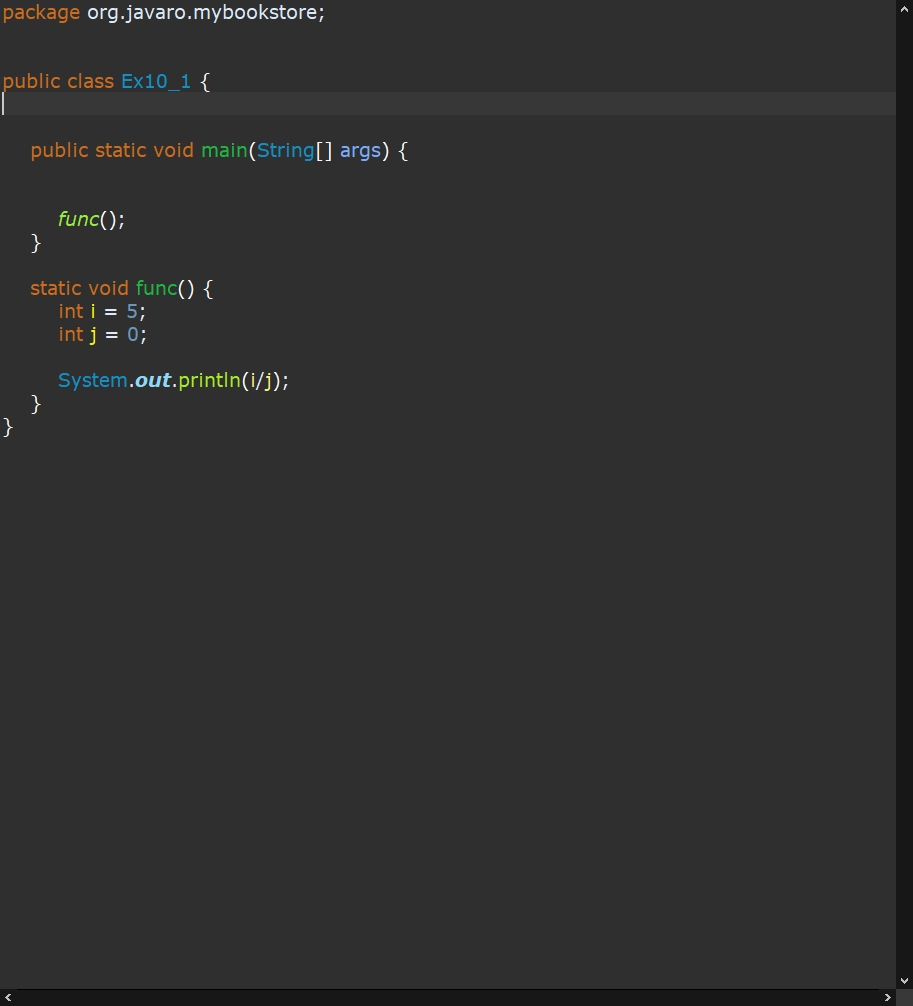 package org.javaro.mybookstore;
public class Ex10_1 {
public static void main(String[] args) {
func();
}
static void func() {
int i = 5;
int j = 0;
System.out.println(i/j);
}
}